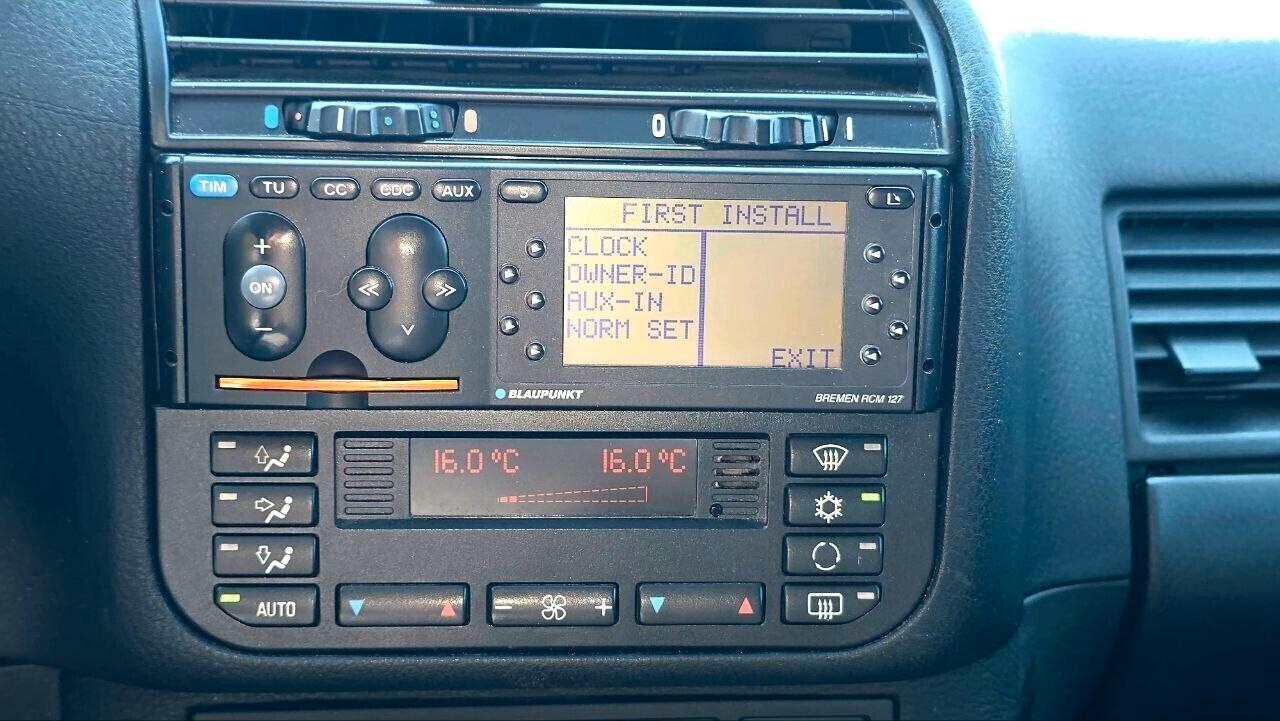 0 I
TIM TU CC CDC AUX S
FIRST INSTALL
CLOCK
+
OWNER-ID
ON
AUX-IN
NORM SET
−
EXIT
BLAUPUNKT
BREMEN RCM 127
16.0 °C 16.0 °C
AUTO
− +